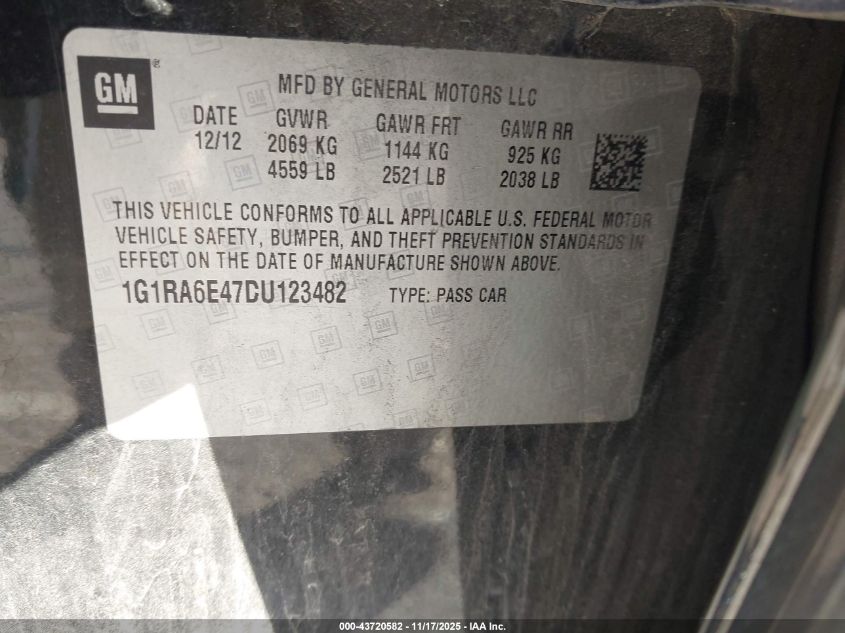 GM®
MFD BY GENERAL MOTORS LLC
DATE GVWR GAWR FRT GAWR RR
12/12 2069 KG 1144 KG 925 KG
4559 LB 2521 LB 2038 LB
THIS VEHICLE CONFORMS TO ALL APPLICABLE U.S. FEDERAL MOTOR
VEHICLE SAFETY, BUMPER, AND THEFT PREVENTION STANDARDS IN
EFFECT ON THE DATE OF MANUFACTURE SHOWN ABOVE.
1G1RA6E47DU123482 TYPE: PASS CAR
000-43720582 - 11/17/2025 - IAA Inc.